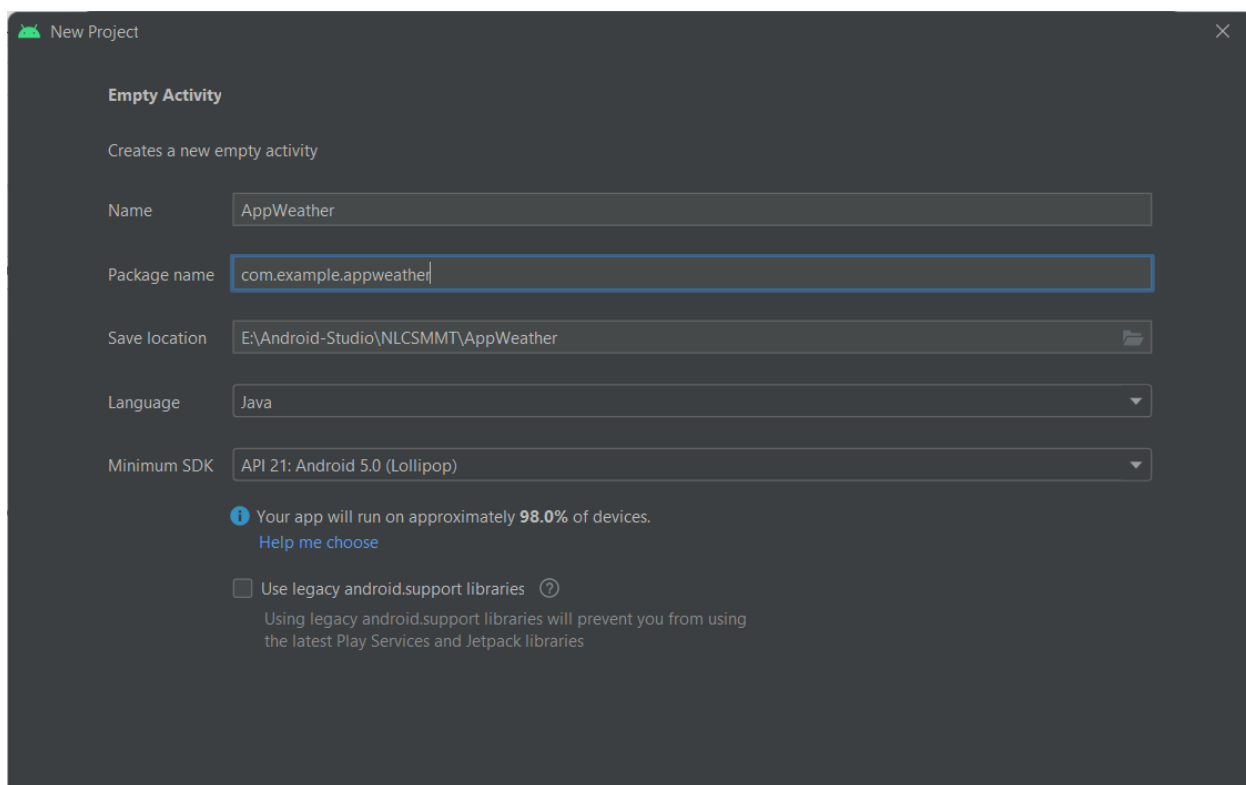 New Project
Empty Activity
Creates a new empty activity
Name AppWeather
Package name com.example.appweather
Save location E:\Android-Studio\NLCSMMT\AppWeather
Language Java
Minimum SDK API 21: Android 5.0 (Lollipop)
Your app will run on approximately 98.0% of devices.
Help me choose
Use legacy android.support libraries ?
Using legacy android.support libraries will prevent you from using
the latest Play Services and Jetpack libraries